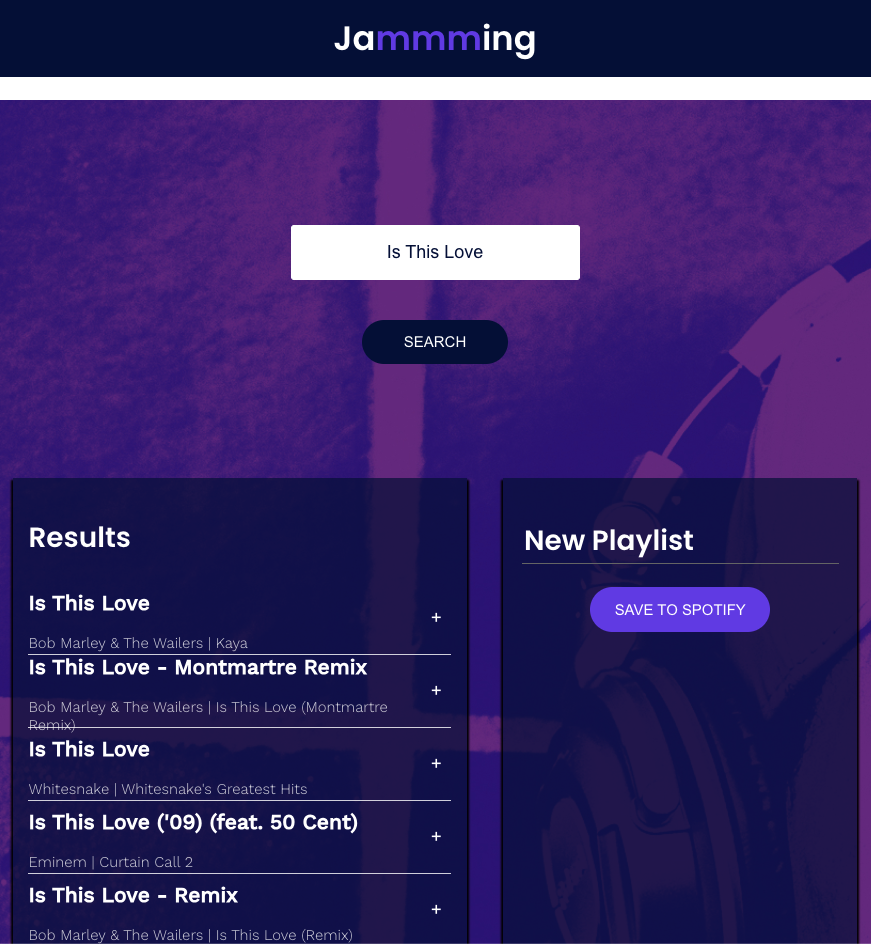 Jammming
Is This Love
SEARCH
Results
Is This Love
+
Bob Marley & The Wailers | Kaya
Is This Love - Montmartre Remix
+
Bob Marley & The Wailers | Is This Love (Montmartre
Remix)
Is This Love
+
Whitesnake | Whitesnake's Greatest Hits
Is This Love ('09) (feat. 50 Cent)
+
Eminem | Curtain Call 2
Is This Love - Remix
+
Bob Marley & The Wailers | Is This Love (Remix)
New Playlist
SAVE TO SPOTIFY